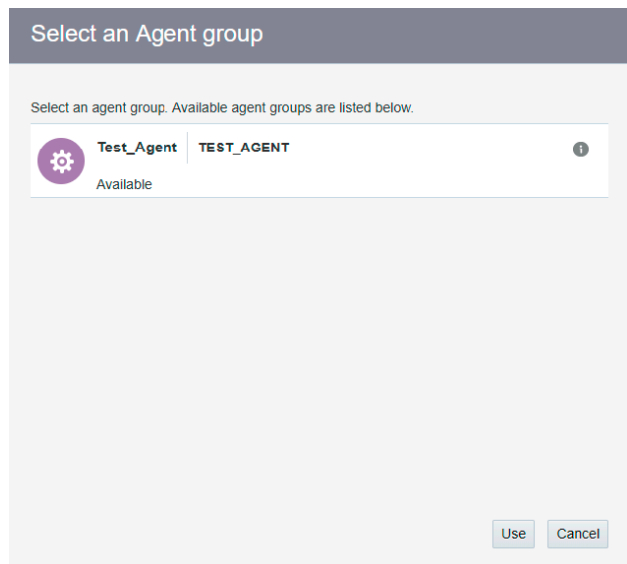 Select an Agent group
Select an agent group. Available agent groups are listed below.
Test_Agent TEST_AGENT
Available
Use Cancel